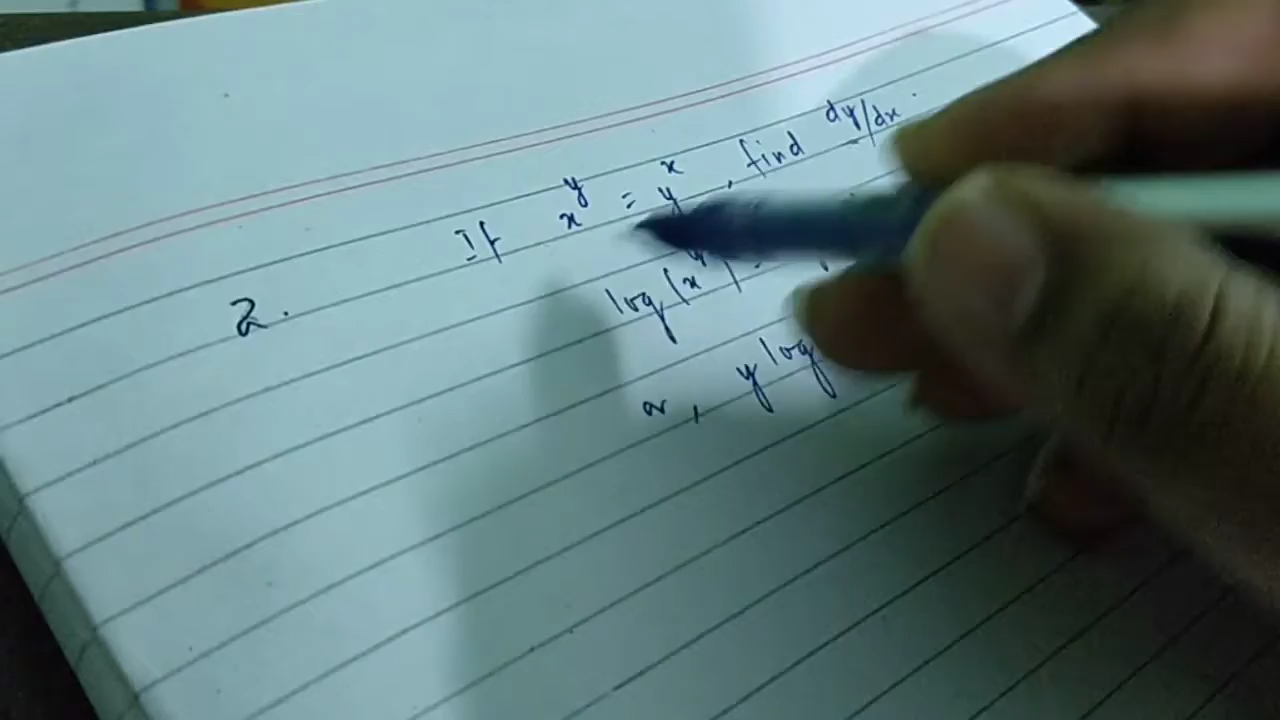 2. If x^y = y^x, find dy/dx.
log(x^y) =
or, y log